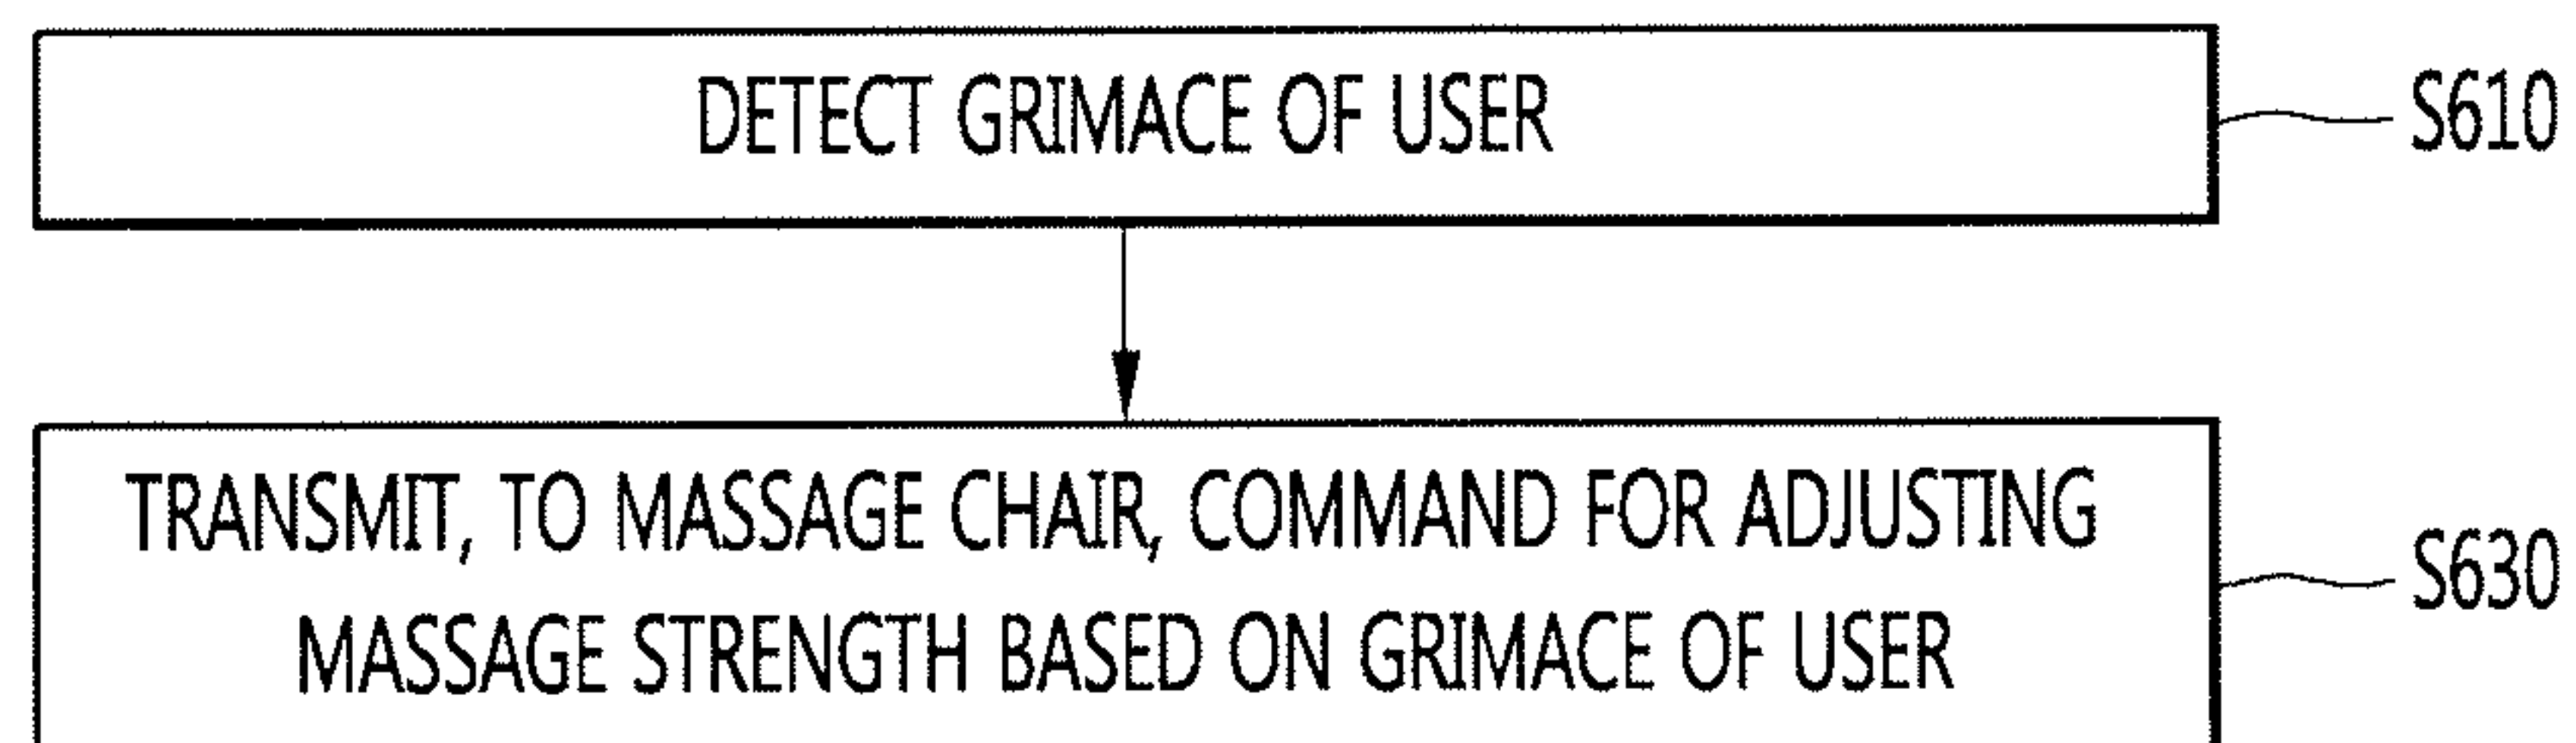 DETECT GRIMACE OF USER
S610
TRANSMIT, TO MASSAGE CHAIR, COMMAND FOR ADJUSTING
MASSAGE STRENGTH BASED ON GRIMACE OF USER
S630